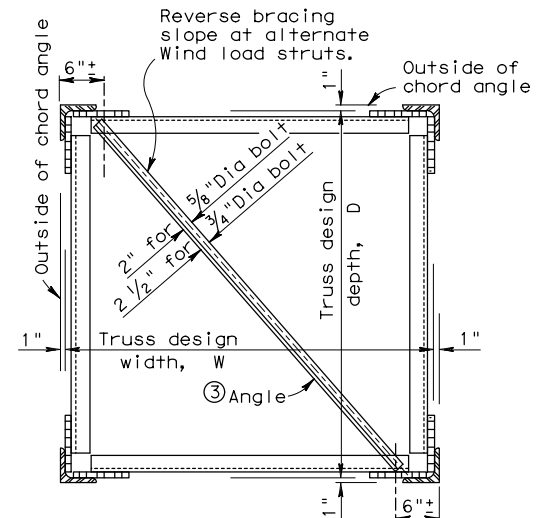 Reverse bracing
slope at alternate
Wind load struts.
6"±
1"
Outside of
chord angle
Outside of chord angle
5/8"Dia bolt
3/4"Dia bolt
2" for
2 1/2" for
Truss design
depth, D
1"
Truss design
width, W
1"
③ Angle
1"
6"±